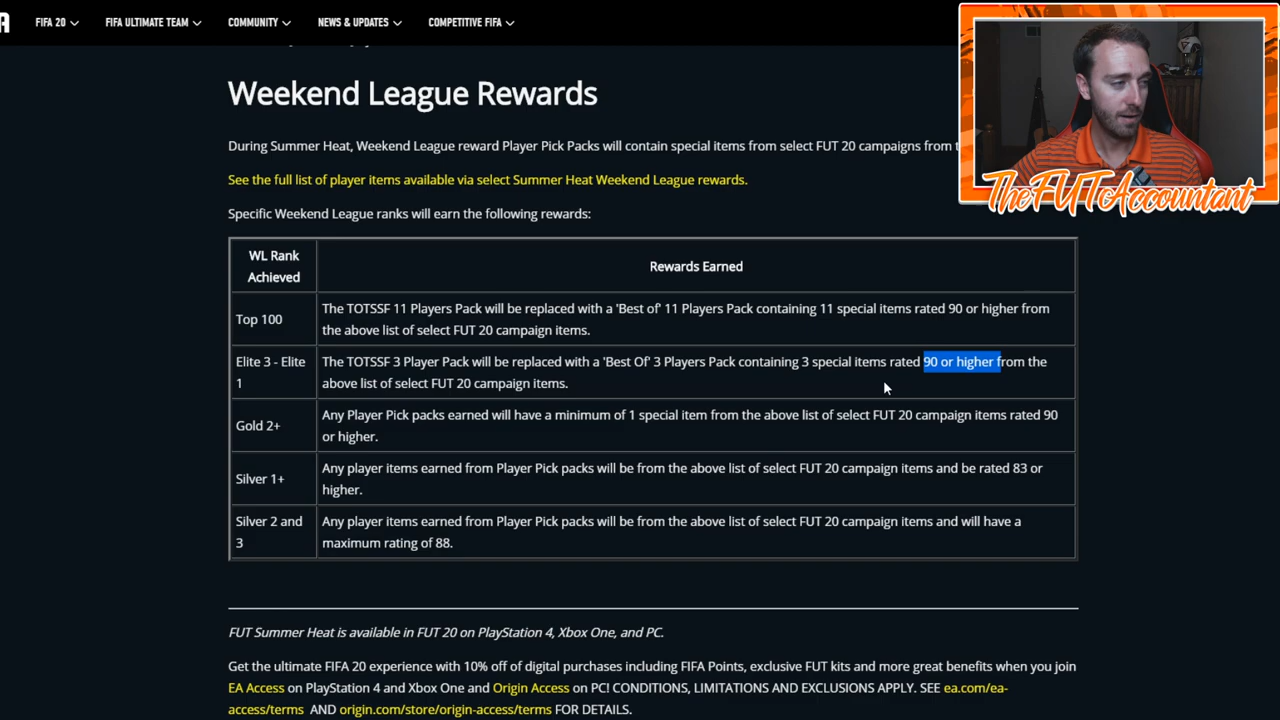 FIFA 20 FIFA ULTIMATE TEAM COMMUNITY NEWS & UPDATES COMPETITIVE FIFA
Weekend League Rewards
During Summer Heat, Weekend League reward Player Pick Packs will contain special items from select FUT 20 campaigns from
See the full list of player items available via select Summer Heat Weekend League rewards.
TheFUTAccountant
Specific Weekend League ranks will earn the following rewards:
WL Rank
Achieved
Rewards Earned
Top 100
The TOTSSF 11 Players Pack will be replaced with a 'Best of' 11 Players Pack containing 11 special items rated 90 or higher from
the above list of select FUT 20 campaign items.
Elite 3 - Elite
1
The TOTSSF 3 Player Pack will be replaced with a 'Best Of' 3 Players Pack containing 3 special items rated 90 or higher from the
above list of select FUT 20 campaign items.
Gold 2+
Any Player Pick packs earned will have a minimum of 1 special item from the above list of select FUT 20 campaign items rated 90
or higher.
Silver 1+
Any player items earned from Player Pick packs will be from the above list of select FUT 20 campaign items and be rated 83 or
higher.
Silver 2 and
3
Any player items earned from Player Pick packs will be from the above list of select FUT 20 campaign items and will have a
maximum rating of 88.
FUT Summer Heat is available in FUT 20 on PlayStation 4, Xbox One, and PC.
Get the ultimate FIFA 20 experience with 10% off of digital purchases including FIFA Points, exclusive FUT kits and more great benefits when you join
EA Access on PlayStation 4 and Xbox One and Origin Access on PC! CONDITIONS, LIMITATIONS AND EXCLUSIONS APPLY. SEE ea.com/ea-
access/terms AND origin.com/store/origin-access/terms FOR DETAILS.